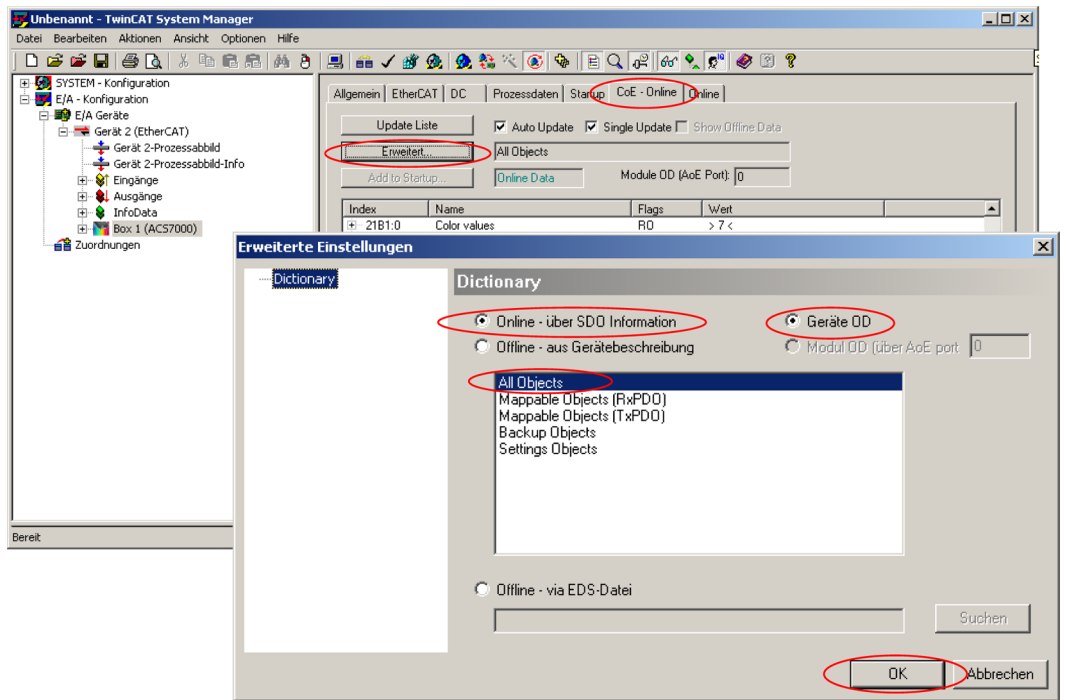 Unbenannt - TwinCAT System Manager
Datei Bearbeiten Aktionen Ansicht Optionen Hilfe
SYSTEM - Konfiguration
E/A - Konfiguration
E/A Geräte
Gerät 2 (EtherCAT)
Gerät 2-Prozessabbild
Gerät 2-Prozessabbild-Info
Eingänge
Ausgänge
InfoData
Box 1 (ACS7000)
Zuordnungen
Bereit
Allgemein EtherCAT DC Prozessdaten Startup CoE - Online Online
Update Liste Auto Update Single Update Show Offline Data
Erweitert... All Objects
Add to Startup... Online Data Module OD (AoE Port): 0
Index Name Flags Wert
21B1:0 Color values RO > 7 <
Erweiterte Einstellungen
Dictionary
Dictionary
Online - über SDO Information Geräte OD
Offline - aus Gerätebeschreibung Modul OD (über AoE port 0
All Objects
Mappable Objects (RxPDO)
Mappable Objects (TxPDO)
Backup Objects
Settings Objects
Offline - via EDS-Datei
Suchen
OK Abbrechen